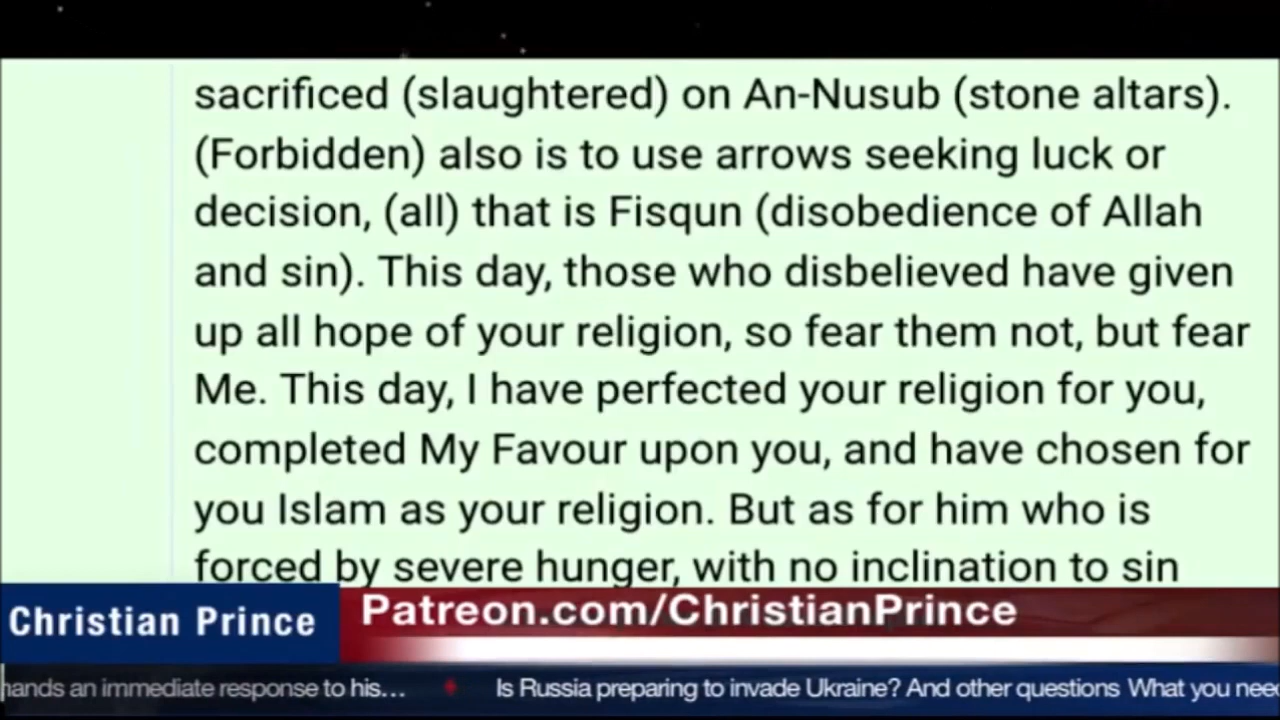 sacrificed (slaughtered) on An-Nusub (stone altars).
(Forbidden) also is to use arrows seeking luck or
decision, (all) that is Fisqun (disobedience of Allah
and sin). This day, those who disbelieved have given
up all hope of your religion, so fear them not, but fear
Me. This day, I have perfected your religion for you,
completed My Favour upon you, and have chosen for
you Islam as your religion. But as for him who is
forced by severe hunger, with no inclination to sin
Christian Prince
Patreon.com/ChristianPrince
hands an immediate response to his... Is Russia preparing to invade Ukraine? And other questions What you nee